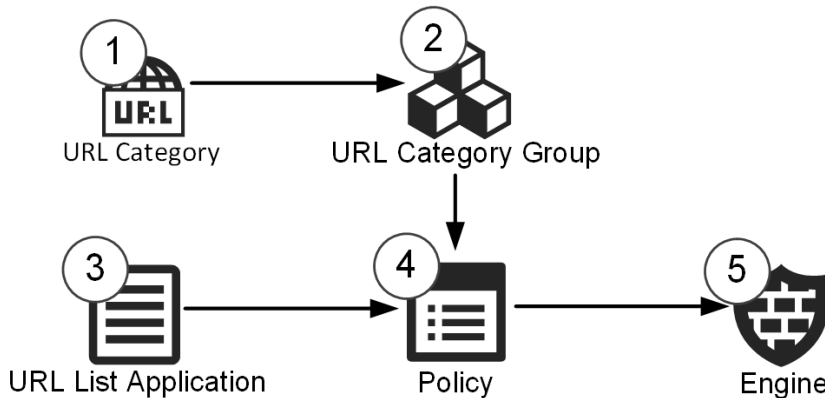 1
2
URL
URL Category
URL Category Group
3
4
5
URL List Application
Policy
Engine